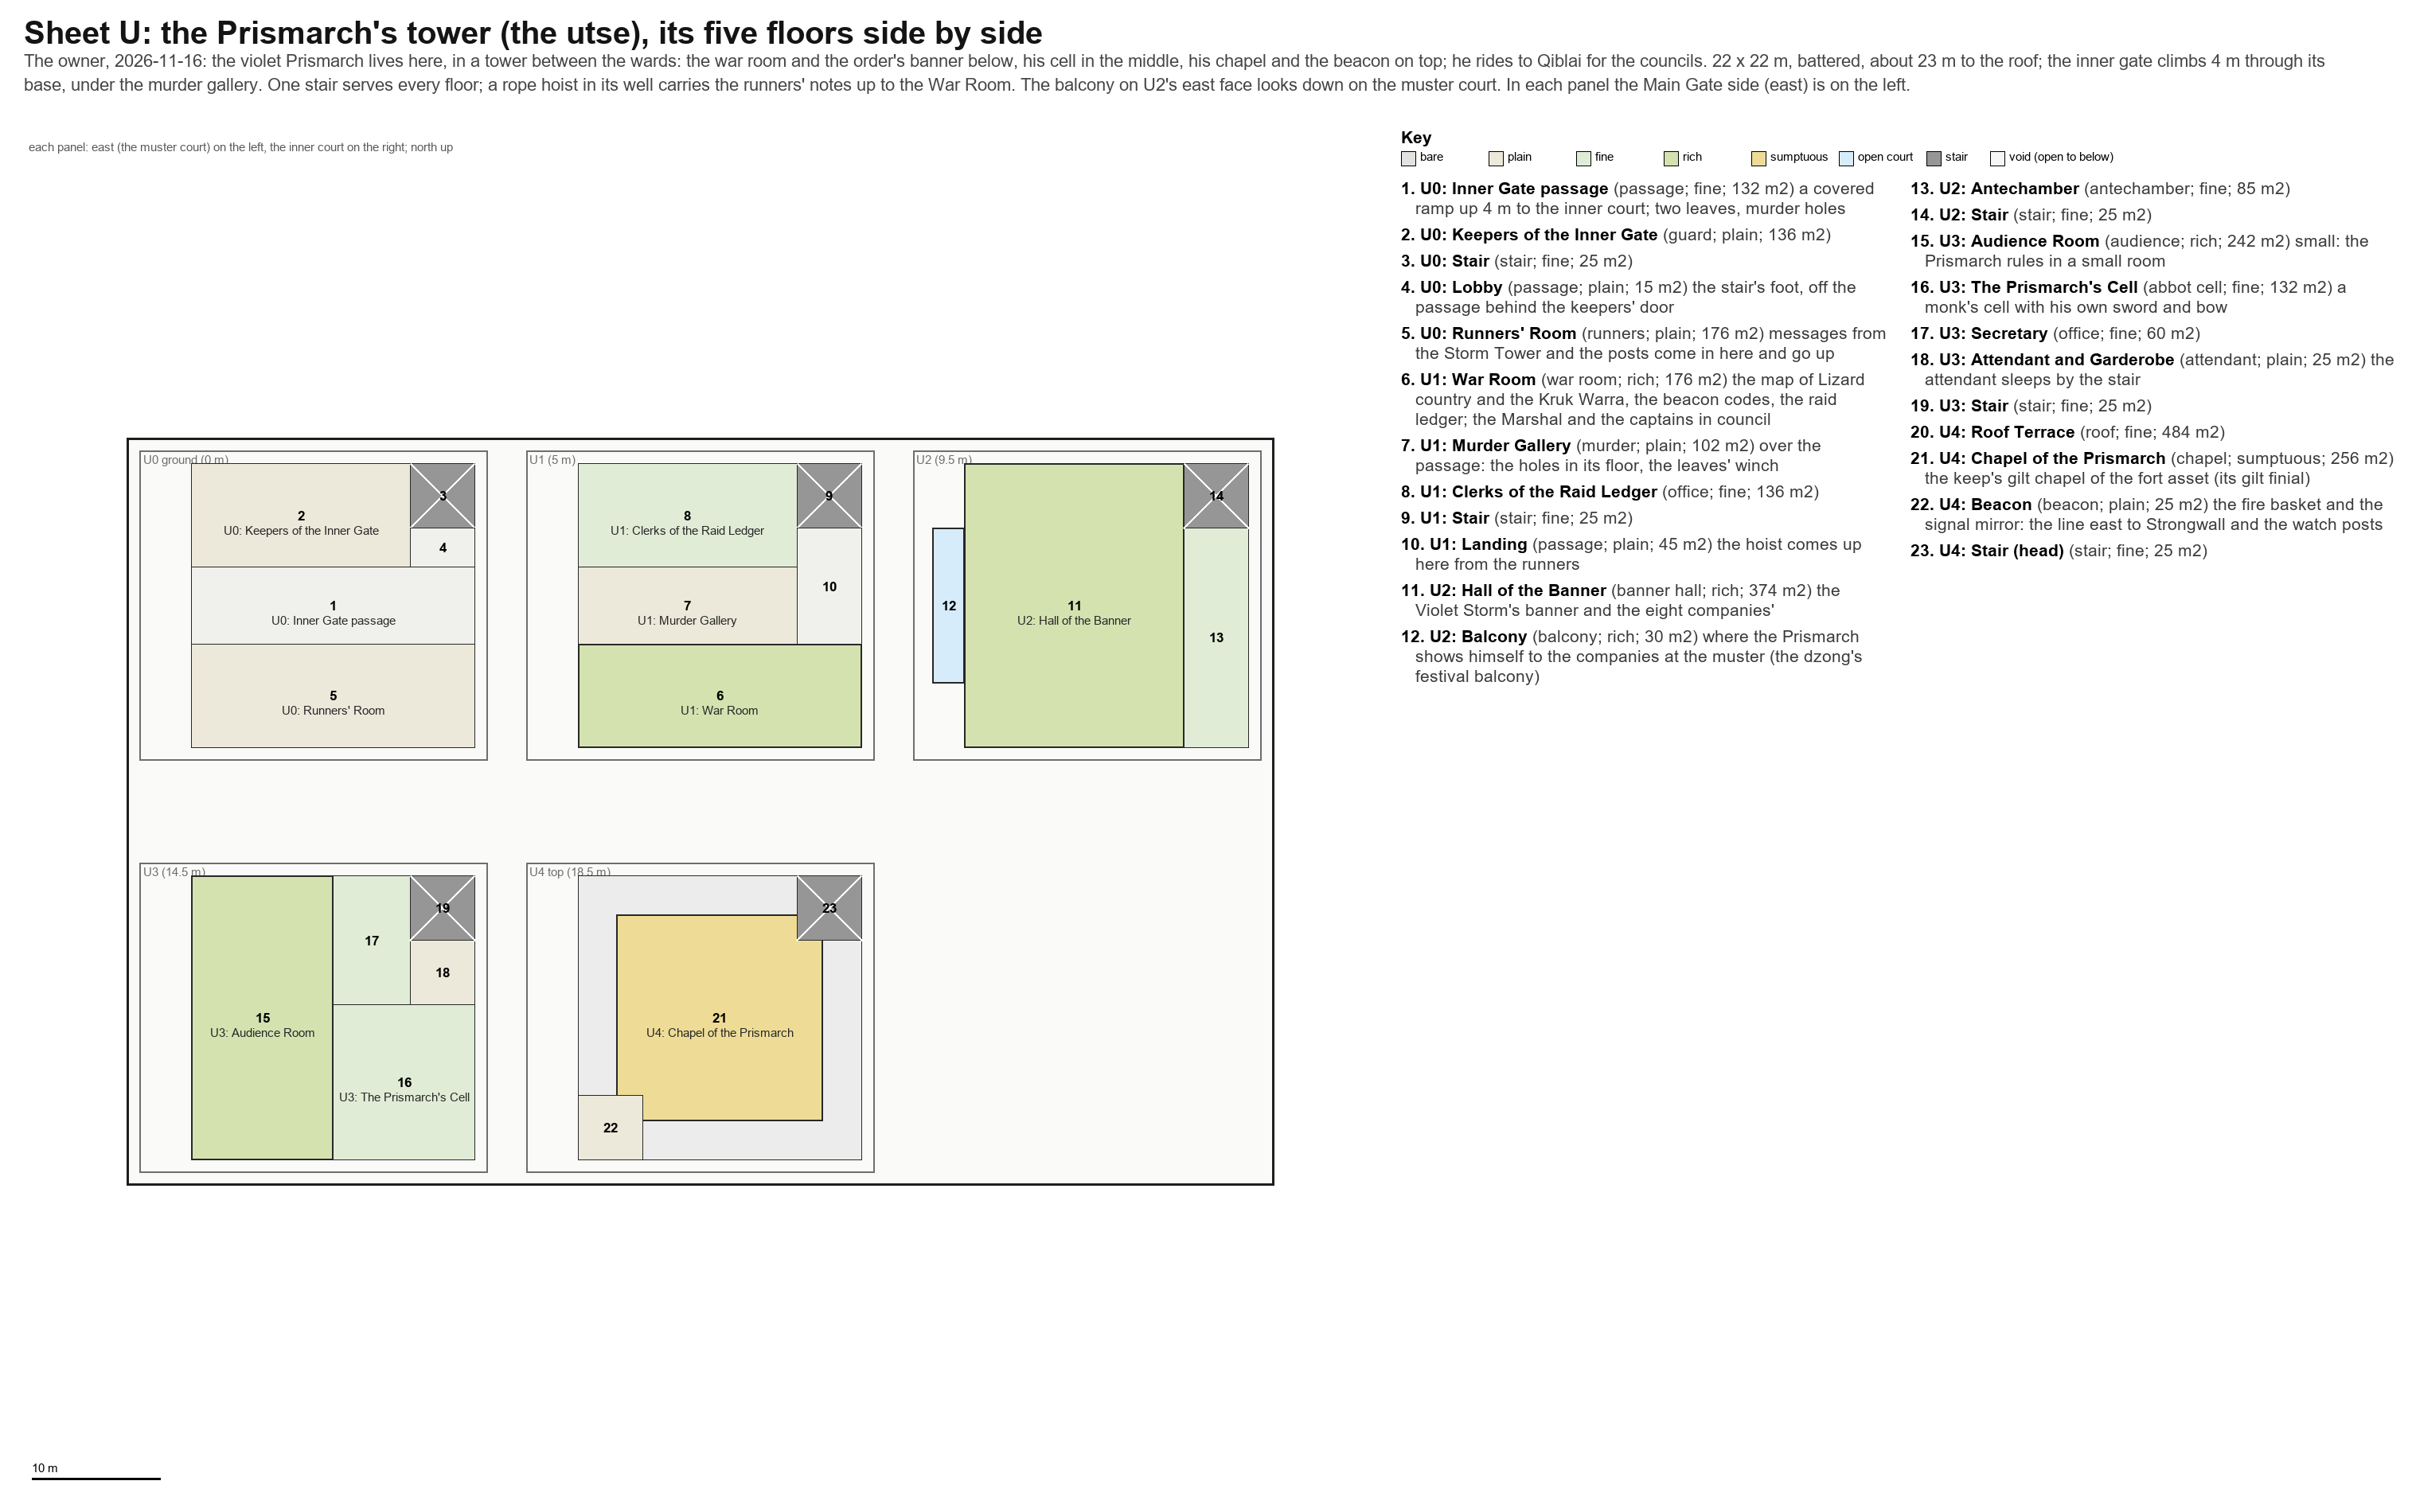 Sheet U: the Prismarch's tower (the utse), its five floors side by side
The owner, 2026-11-16: the violet Prismarch lives here, in a tower between the wards: the war room and the order's banner below, his cell in the middle, his chapel and the beacon on top; he rides to Qiblai for the councils. 22 x 22 m, battered, about 23 m to the roof; the inner gate climbs 4 m through its
base, under the murder gallery. One stair serves every floor; a rope hoist in its well carries the runners' notes up to the War Room. The balcony on U2's east face looks down on the muster court. In each panel the Main Gate side (east) is on the left.
each panel: east (the muster court) on the left, the inner court on the right; north up
U0 ground (0 m)
3
2
U0: Keepers of the Inner Gate
4
1
U0: Inner Gate passage
5
U0: Runners' Room
U1 (5 m)
9
8
U1: Clerks of the Raid Ledger
10
7
U1: Murder Gallery
6
U1: War Room
U2 (9.5 m)
14
12
11
U2: Hall of the Banner
13
U3 (14.5 m)
19
17
18
15
U3: Audience Room
16
U3: The Prismarch's Cell
U4 top (18.5 m)
23
21
U4: Chapel of the Prismarch
22
10 m
Key
bare
plain
fine
rich
sumptuous
open court
stair
void (open to below)
1. U0: Inner Gate passage (passage; fine; 132 m2) a covered
ramp up 4 m to the inner court; two leaves, murder holes
2. U0: Keepers of the Inner Gate (guard; plain; 136 m2)
3. U0: Stair (stair; fine; 25 m2)
4. U0: Lobby (passage; plain; 15 m2) the stair's foot, off the
passage behind the keepers' door
5. U0: Runners' Room (runners; plain; 176 m2) messages from
the Storm Tower and the posts come in here and go up
6. U1: War Room (war room; rich; 176 m2) the map of Lizard
country and the Kruk Warra, the beacon codes, the raid
ledger; the Marshal and the captains in council
7. U1: Murder Gallery (murder; plain; 102 m2) over the
passage: the holes in its floor, the leaves' winch
8. U1: Clerks of the Raid Ledger (office; fine; 136 m2)
9. U1: Stair (stair; fine; 25 m2)
10. U1: Landing (passage; plain; 45 m2) the hoist comes up
here from the runners
11. U2: Hall of the Banner (banner hall; rich; 374 m2) the
Violet Storm's banner and the eight companies'
12. U2: Balcony (balcony; rich; 30 m2) where the Prismarch
shows himself to the companies at the muster (the dzong's
festival balcony)
13. U2: Antechamber (antechamber; fine; 85 m2)
14. U2: Stair (stair; fine; 25 m2)
15. U3: Audience Room (audience; rich; 242 m2) small: the
Prismarch rules in a small room
16. U3: The Prismarch's Cell (abbot cell; fine; 132 m2) a
monk's cell with his own sword and bow
17. U3: Secretary (office; fine; 60 m2)
18. U3: Attendant and Garderobe (attendant; plain; 25 m2) the
attendant sleeps by the stair
19. U3: Stair (stair; fine; 25 m2)
20. U4: Roof Terrace (roof; fine; 484 m2)
21. U4: Chapel of the Prismarch (chapel; sumptuous; 256 m2)
the keep's gilt chapel of the fort asset (its gilt finial)
22. U4: Beacon (beacon; plain; 25 m2) the fire basket and the
signal mirror: the line east to Strongwall and the watch posts
23. U4: Stair (head) (stair; fine; 25 m2)